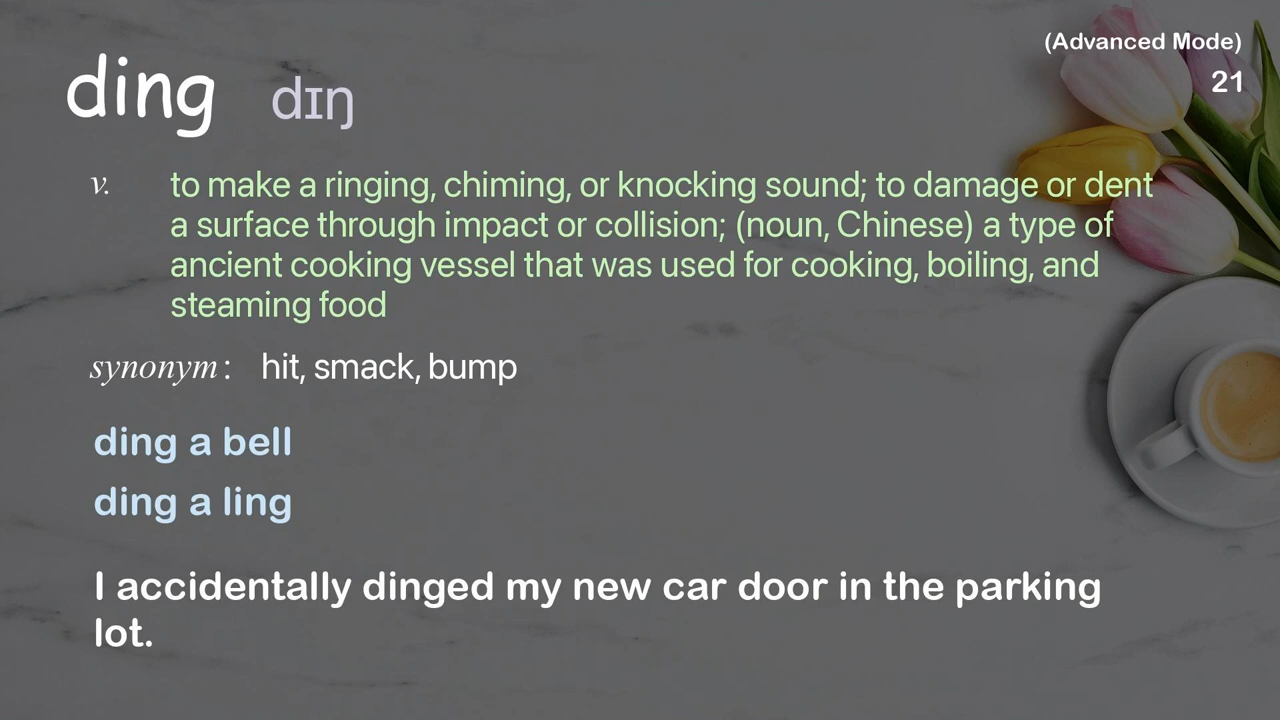 (Advanced Mode)
21
ding dɪŋ
v. to make a ringing, chiming, or knocking sound; to damage or dent
a surface through impact or collision; (noun, Chinese) a type of
ancient cooking vessel that was used for cooking, boiling, and
steaming food
synonym: hit, smack, bump
ding a bell
ding a ling
I accidentally dinged my new car door in the parking
lot.